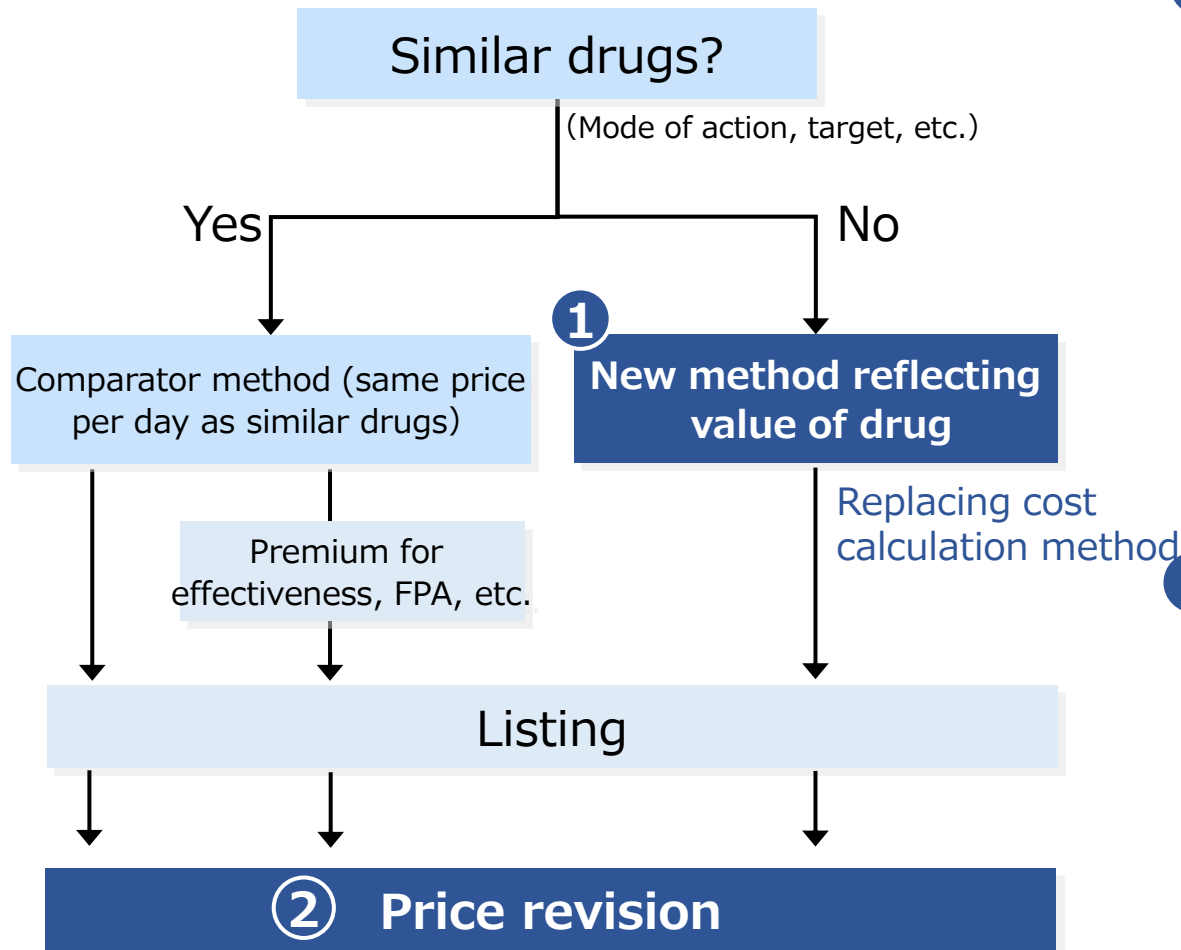 Similar drugs?
(Mode of action, target, etc.)
Yes
No
1
Comparator method (same price
per day as similar drugs)
New method reflecting
value of drug
Premium for
effectiveness, FPA, etc.
Replacing cost
calculation method
Listing
② Price revision